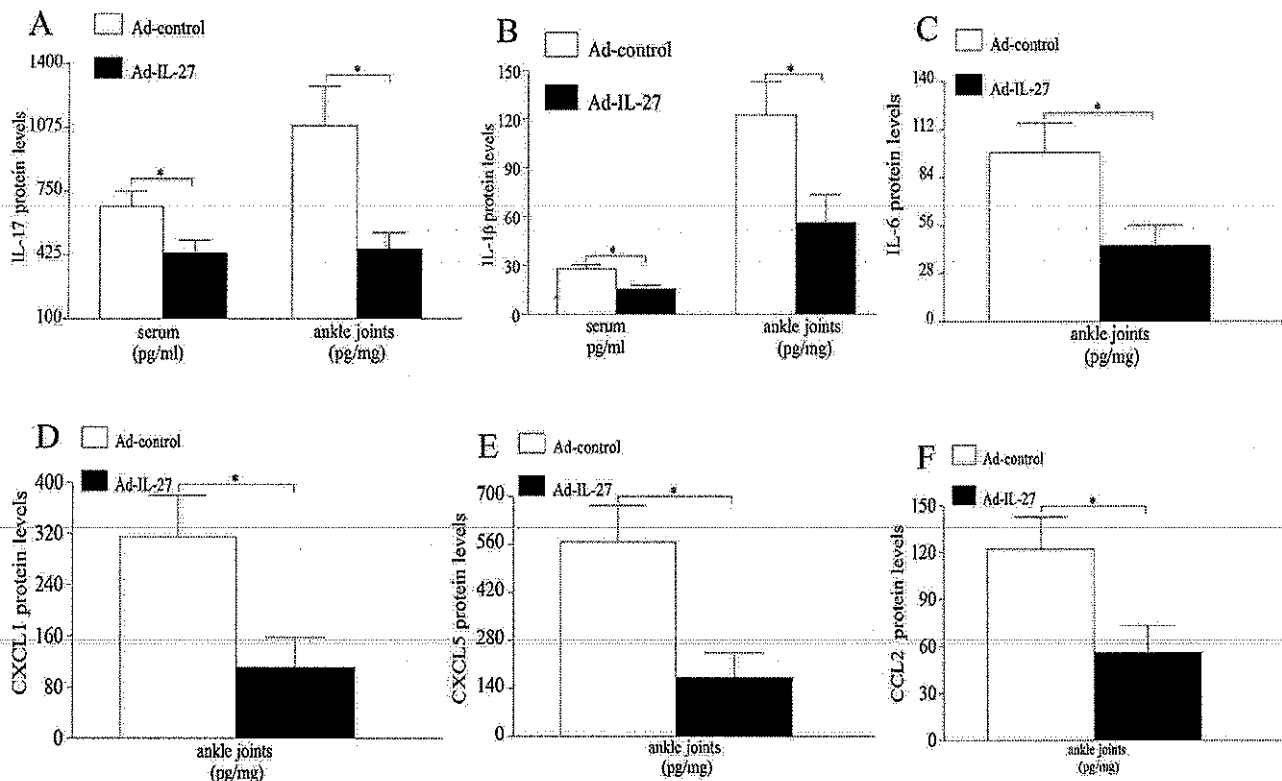 A
Ad-control
Ad-IL-27
IL-17 protein levels
1400
1075
750
425
100
*
*
serum
(pg/ml)
ankle joints
(pg/mg)
B
Ad-control
Ad-IL-27
IL-1β protein levels
150
120
90
60
30
0
*
*
serum
pg/ml
ankle joints
(pg/mg)
C
Ad-control
Ad-IL-27
IL-6 protein levels
140
112
84
56
28
0
*
ankle joints
(pg/mg)
D
Ad-control
Ad-IL-27
CXCL1 protein levels
400
320
240
160
80
0
*
ankle joints
(pg/mg)
E
Ad-control
Ad-IL-27
CXCL5 protein levels
700
560
420
280
140
0
*
ankle joints
(pg/mg)
F
Ad-control
Ad-IL-27
CCL2 protein levels
150
120
90
60
30
0
*
ankle joints
(pg/mg)